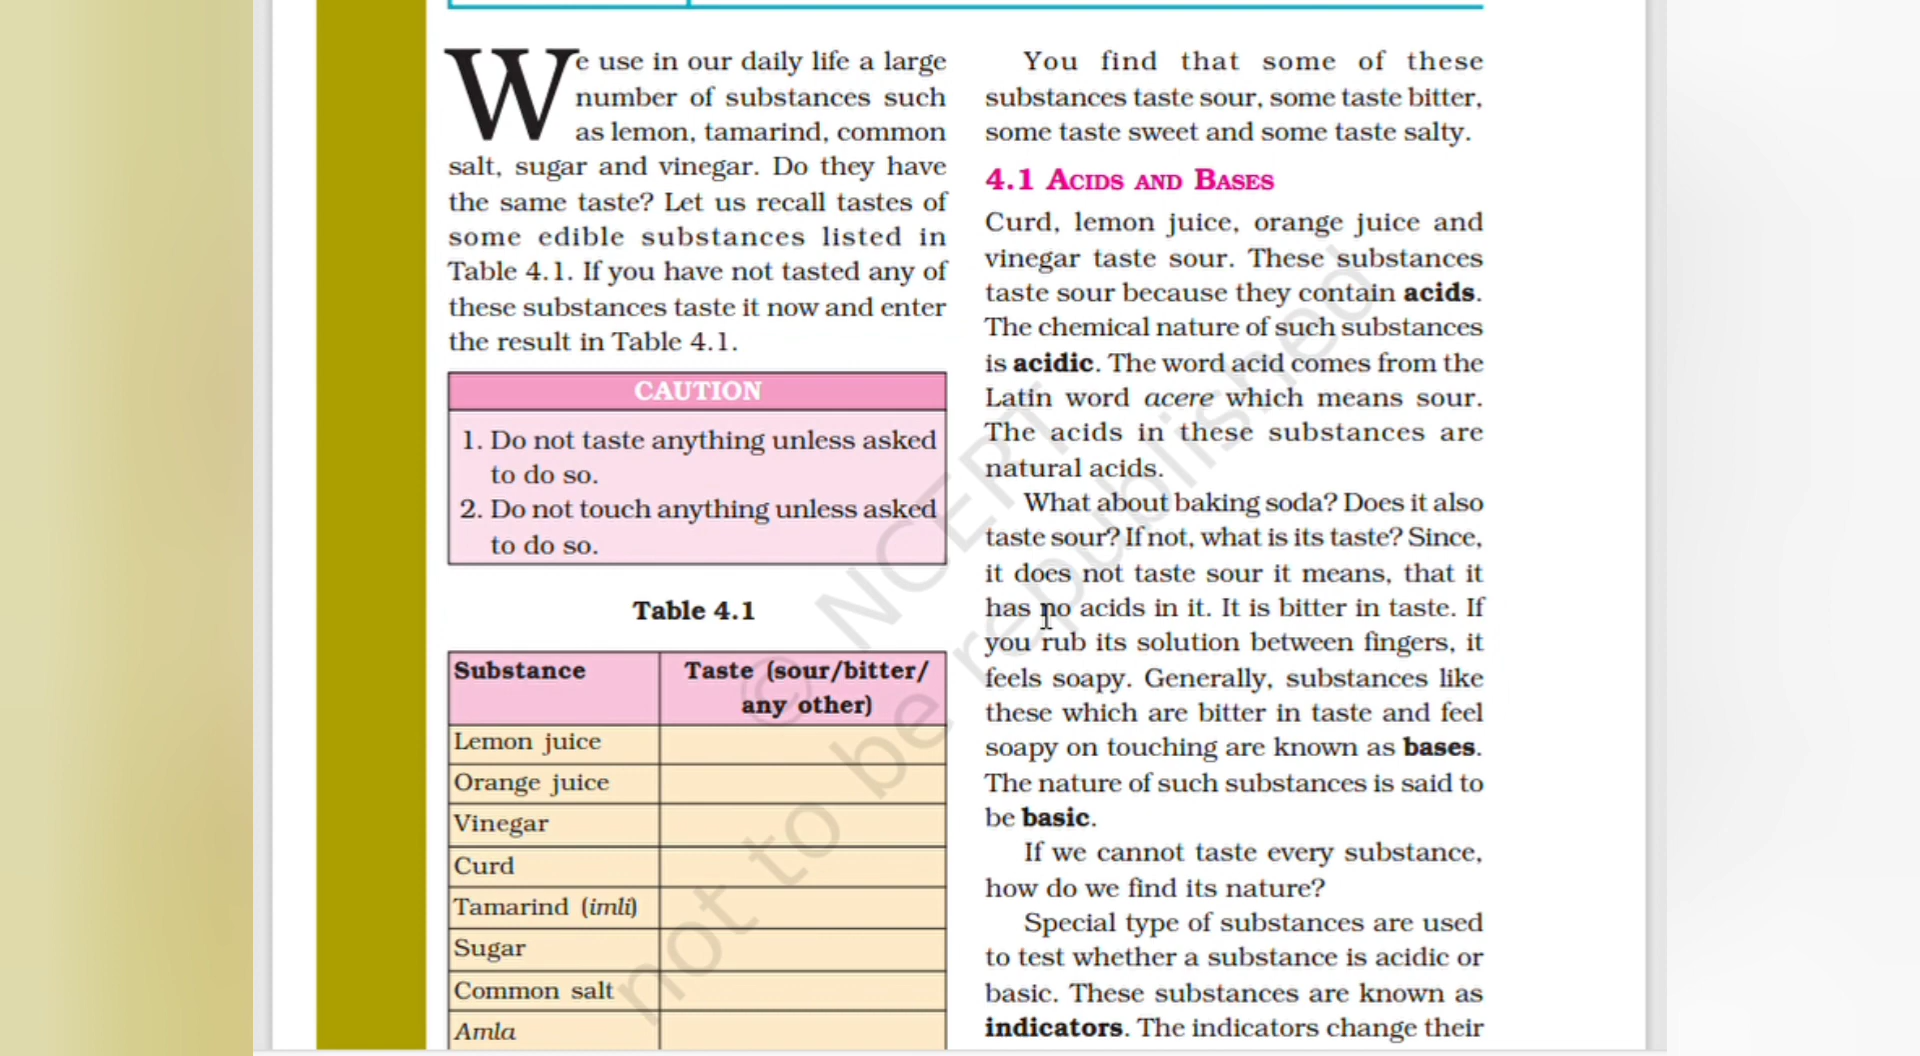 We use in our daily life a large
number of substances such
as lemon, tamarind, common
salt, sugar and vinegar. Do they have
the same taste? Let us recall tastes of
some edible substances listed in
Table 4.1. If you have not tasted any of
these substances taste it now and enter
the result in Table 4.1.
CAUTION
1. Do not taste anything unless asked
to do so.
2. Do not touch anything unless asked
to do so.
Table 4.1
Substance Taste (sour/bitter/
any other)
Lemon juice
Orange juice
Vinegar
Curd
Tamarind (imli)
Sugar
Common salt
Amla
You find that some of these
substances taste sour, some taste bitter,
some taste sweet and some taste salty.
4.1 ACIDS AND BASES
Curd, lemon juice, orange juice and
vinegar taste sour. These substances
taste sour because they contain acids.
The chemical nature of such substances
is acidic. The word acid comes from the
Latin word acere which means sour.
The acids in these substances are
natural acids.
What about baking soda? Does it also
taste sour? If not, what is its taste? Since,
it does not taste sour it means, that it
has no acids in it. It is bitter in taste. If
you rub its solution between fingers, it
feels soapy. Generally, substances like
these which are bitter in taste and feel
soapy on touching are known as bases.
The nature of such substances is said to
be basic.
If we cannot taste every substance,
how do we find its nature?
Special type of substances are used
to test whether a substance is acidic or
basic. These substances are known as
indicators. The indicators change their
© NCERT
not to be republished